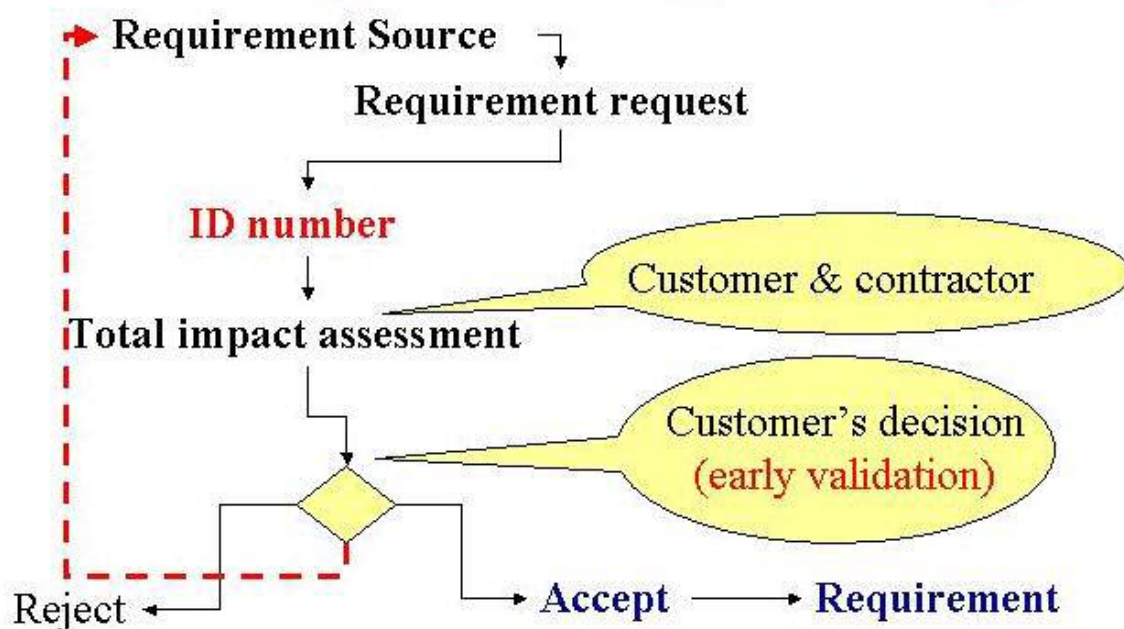 Requirement Source
Requirement request
ID number
Customer & contractor
Total impact assessment
Customer’s decision
(early validation)
Reject
Accept
Requirement